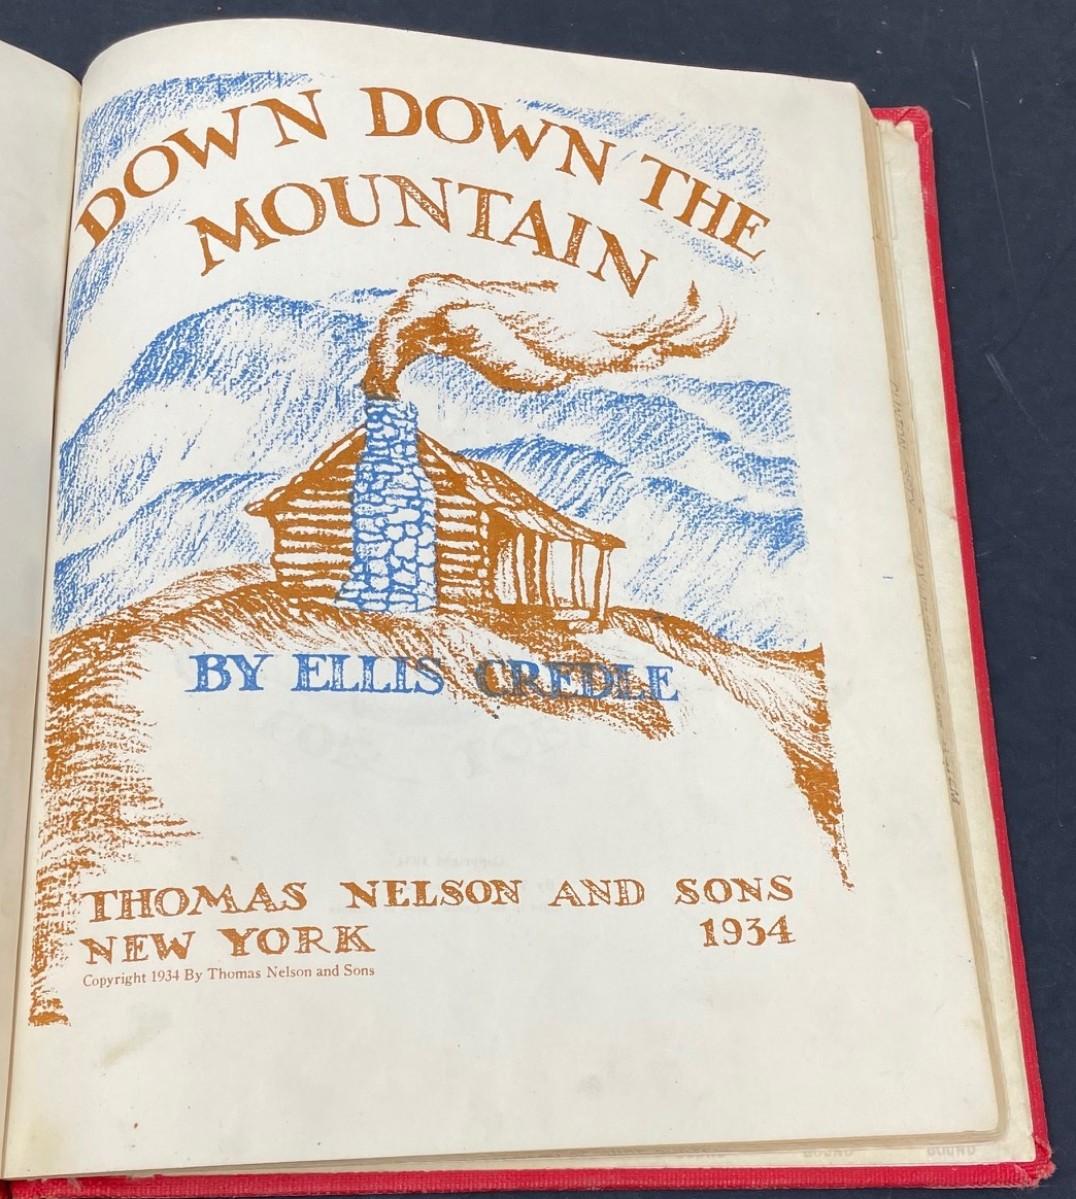 DOWN DOWN THE
MOUNTAIN
BY ELLIS CREDLE
THOMAS NELSON AND SONS
NEW YORK 1934
Copyright 1934 By Thomas Nelson and Sons